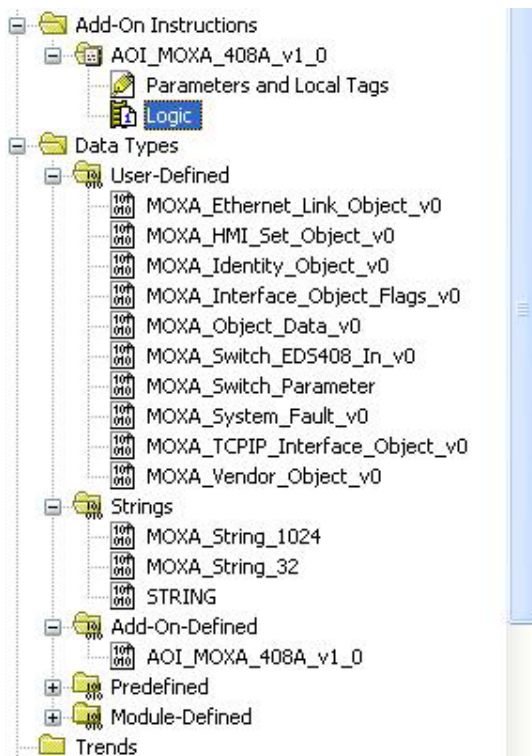 Add-On Instructions
AOI_MOXA_408A_v1_0
Parameters and Local Tags
Logic
Data Types
User-Defined
MOXA_Ethernet_Link_Object_v0
MOXA_HMI_Set_Object_v0
MOXA_Identity_Object_v0
MOXA_Interface_Object_Flags_v0
MOXA_Object_Data_v0
MOXA_Switch_EDS408_In_v0
MOXA_Switch_Parameter
MOXA_System_Fault_v0
MOXA_TCPIP_Interface_Object_v0
MOXA_Vendor_Object_v0
Strings
MOXA_String_1024
MOXA_String_32
STRING
Add-On-Defined
AOI_MOXA_408A_v1_0
Predefined
Module-Defined
Trends